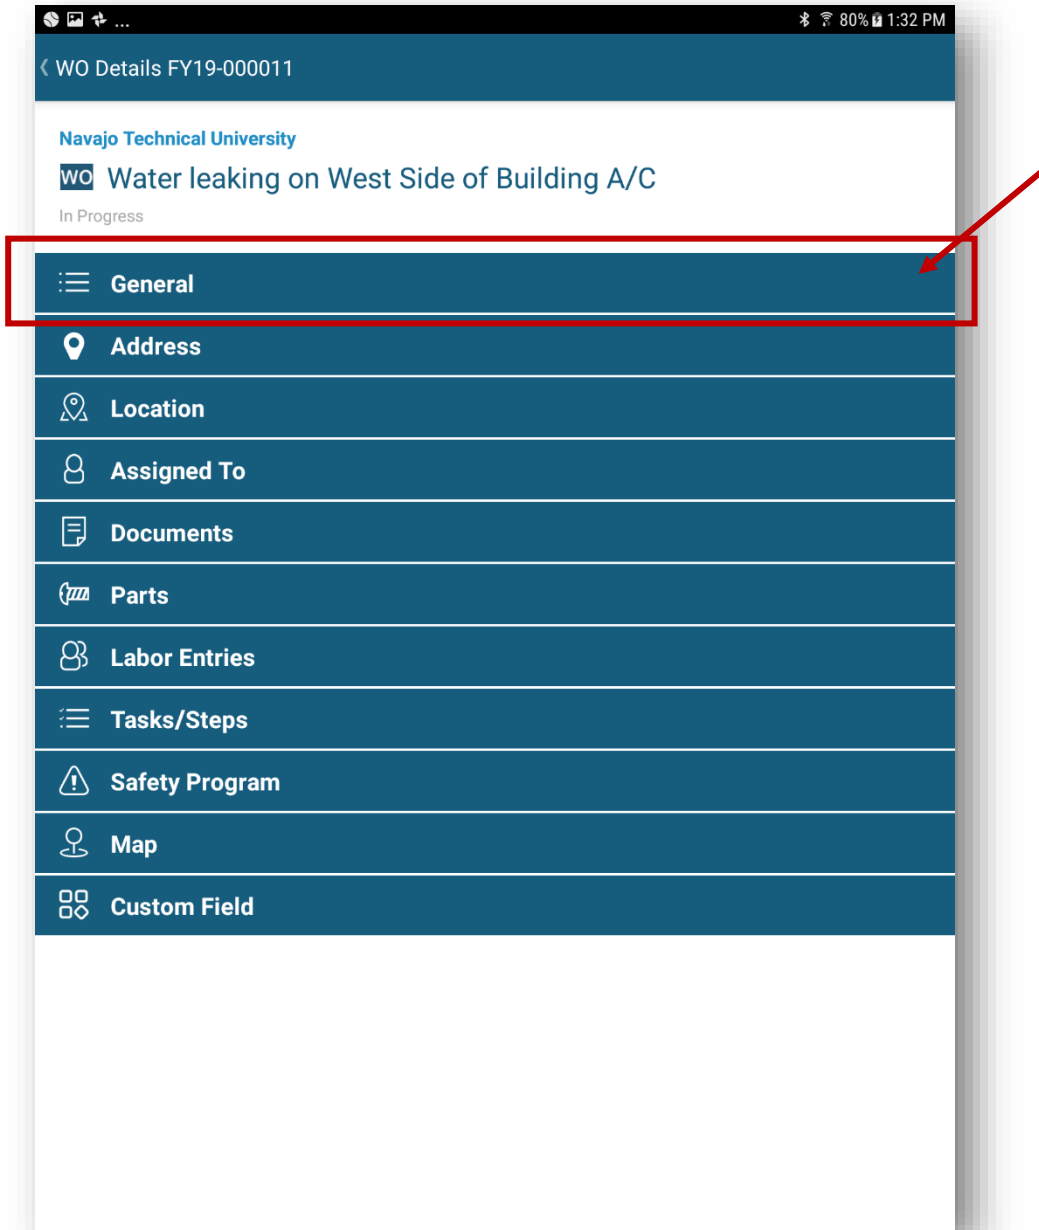 ... 80% 1:32 PM
WO Details FY19-000011
Navajo Technical University
WO Water leaking on West Side of Building A/C
In Progress
General
Address
Location
Assigned To
Documents
Parts
Labor Entries
Tasks/Steps
Safety Program
Map
Custom Field